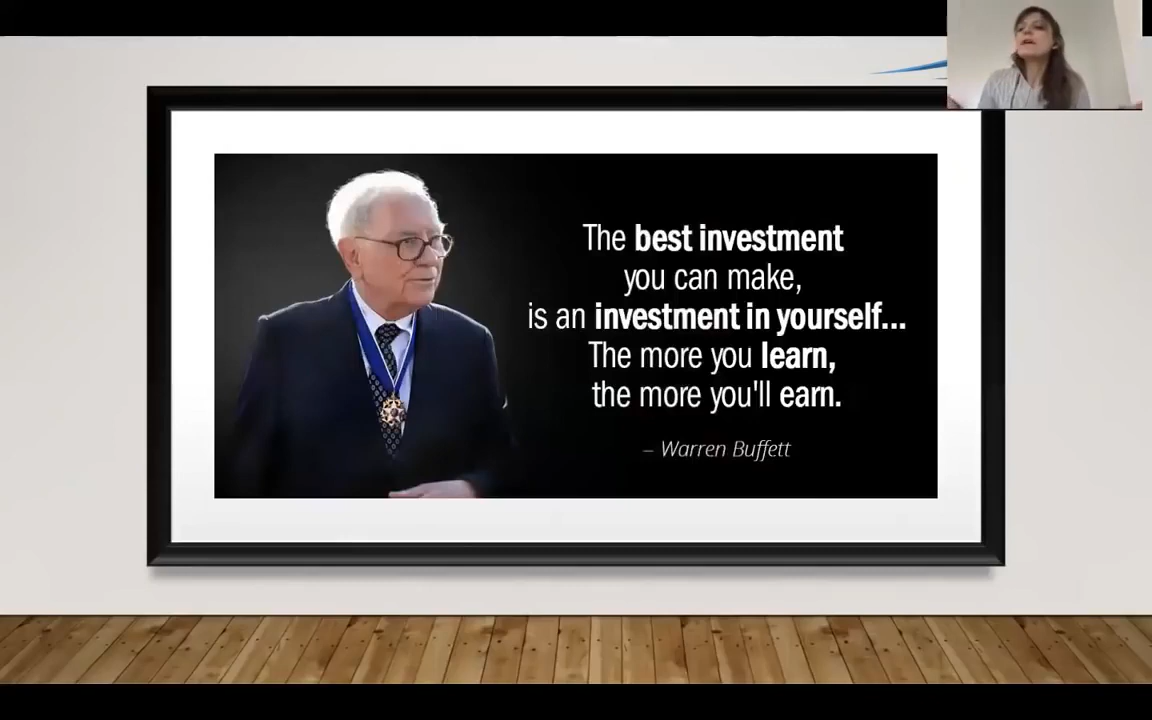 The best investment
you can make,
is an investment in yourself...
The more you learn,
the more you'll earn.
– Warren Buffett